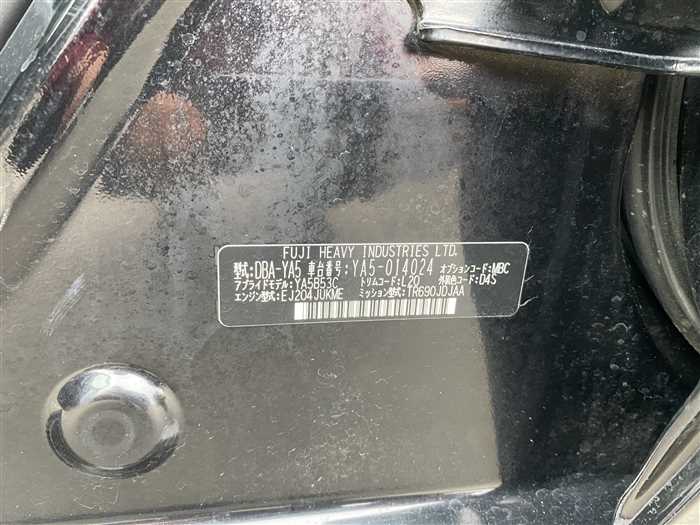 FUJI HEAVY INDUSTRIES LTD.
型式:DBA-YA5 車台番号:YA5-014024 オプションコード:MBC
アプライドモデル:YA5B53C トリムコード:L20 外装色コード:D4S
エンジン型式:EJ204JUKME ミッション型式:TR690JDJAA